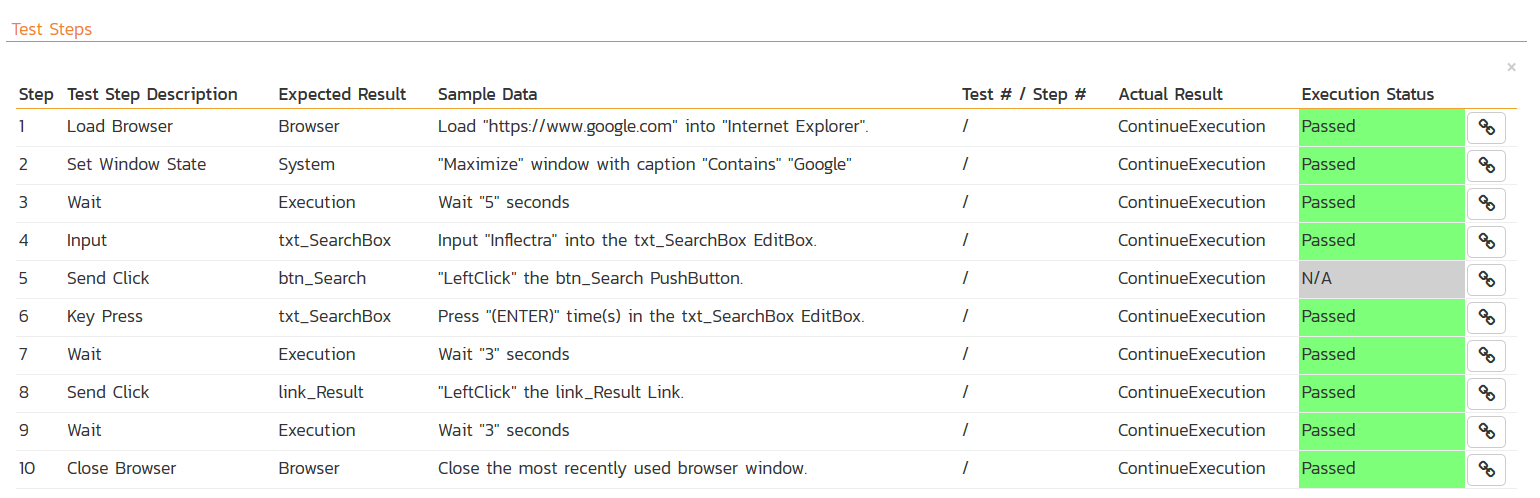 Test Steps
×
Step Test Step Description Expected Result Sample Data Test # / Step # Actual Result Execution Status
1 Load Browser Browser Load "https://www.google.com" into "Internet Explorer". / ContinueExecution Passed
2 Set Window State System "Maximize" window with caption "Contains" "Google" / ContinueExecution Passed
3 Wait Execution Wait "5" seconds / ContinueExecution Passed
4 Input txt_SearchBox Input "Inflectra" into the txt_SearchBox EditBox. / ContinueExecution Passed
5 Send Click btn_Search "LeftClick" the btn_Search PushButton. / ContinueExecution N/A
6 Key Press txt_SearchBox Press "(ENTER)" time(s) in the txt_SearchBox EditBox. / ContinueExecution Passed
7 Wait Execution Wait "3" seconds / ContinueExecution Passed
8 Send Click link_Result "LeftClick" the link_Result Link. / ContinueExecution Passed
9 Wait Execution Wait "3" seconds / ContinueExecution Passed
10 Close Browser Browser Close the most recently used browser window. / ContinueExecution Passed